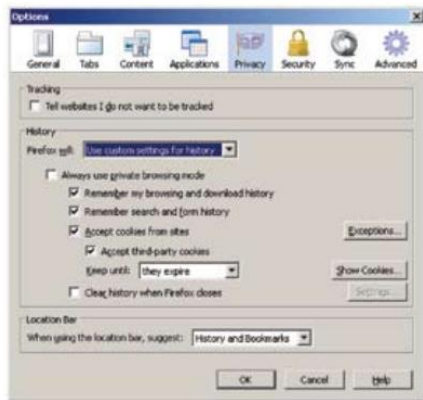 Options
General Tabs Content Applications Privacy Security Sync Advanced
Tracking
Tell websites I do not want to be tracked
History
Firefox will: Use custom settings for history
Always use private browsing mode
Remember my browsing and download history
Remember search and form history
Accept cookies from sites Exceptions...
Accept third-party cookies
Keep until: they expire Show Cookies...
Clear history when Firefox closes Settings...
Location Bar
When using the location bar, suggest: History and Bookmarks
OK Cancel Help